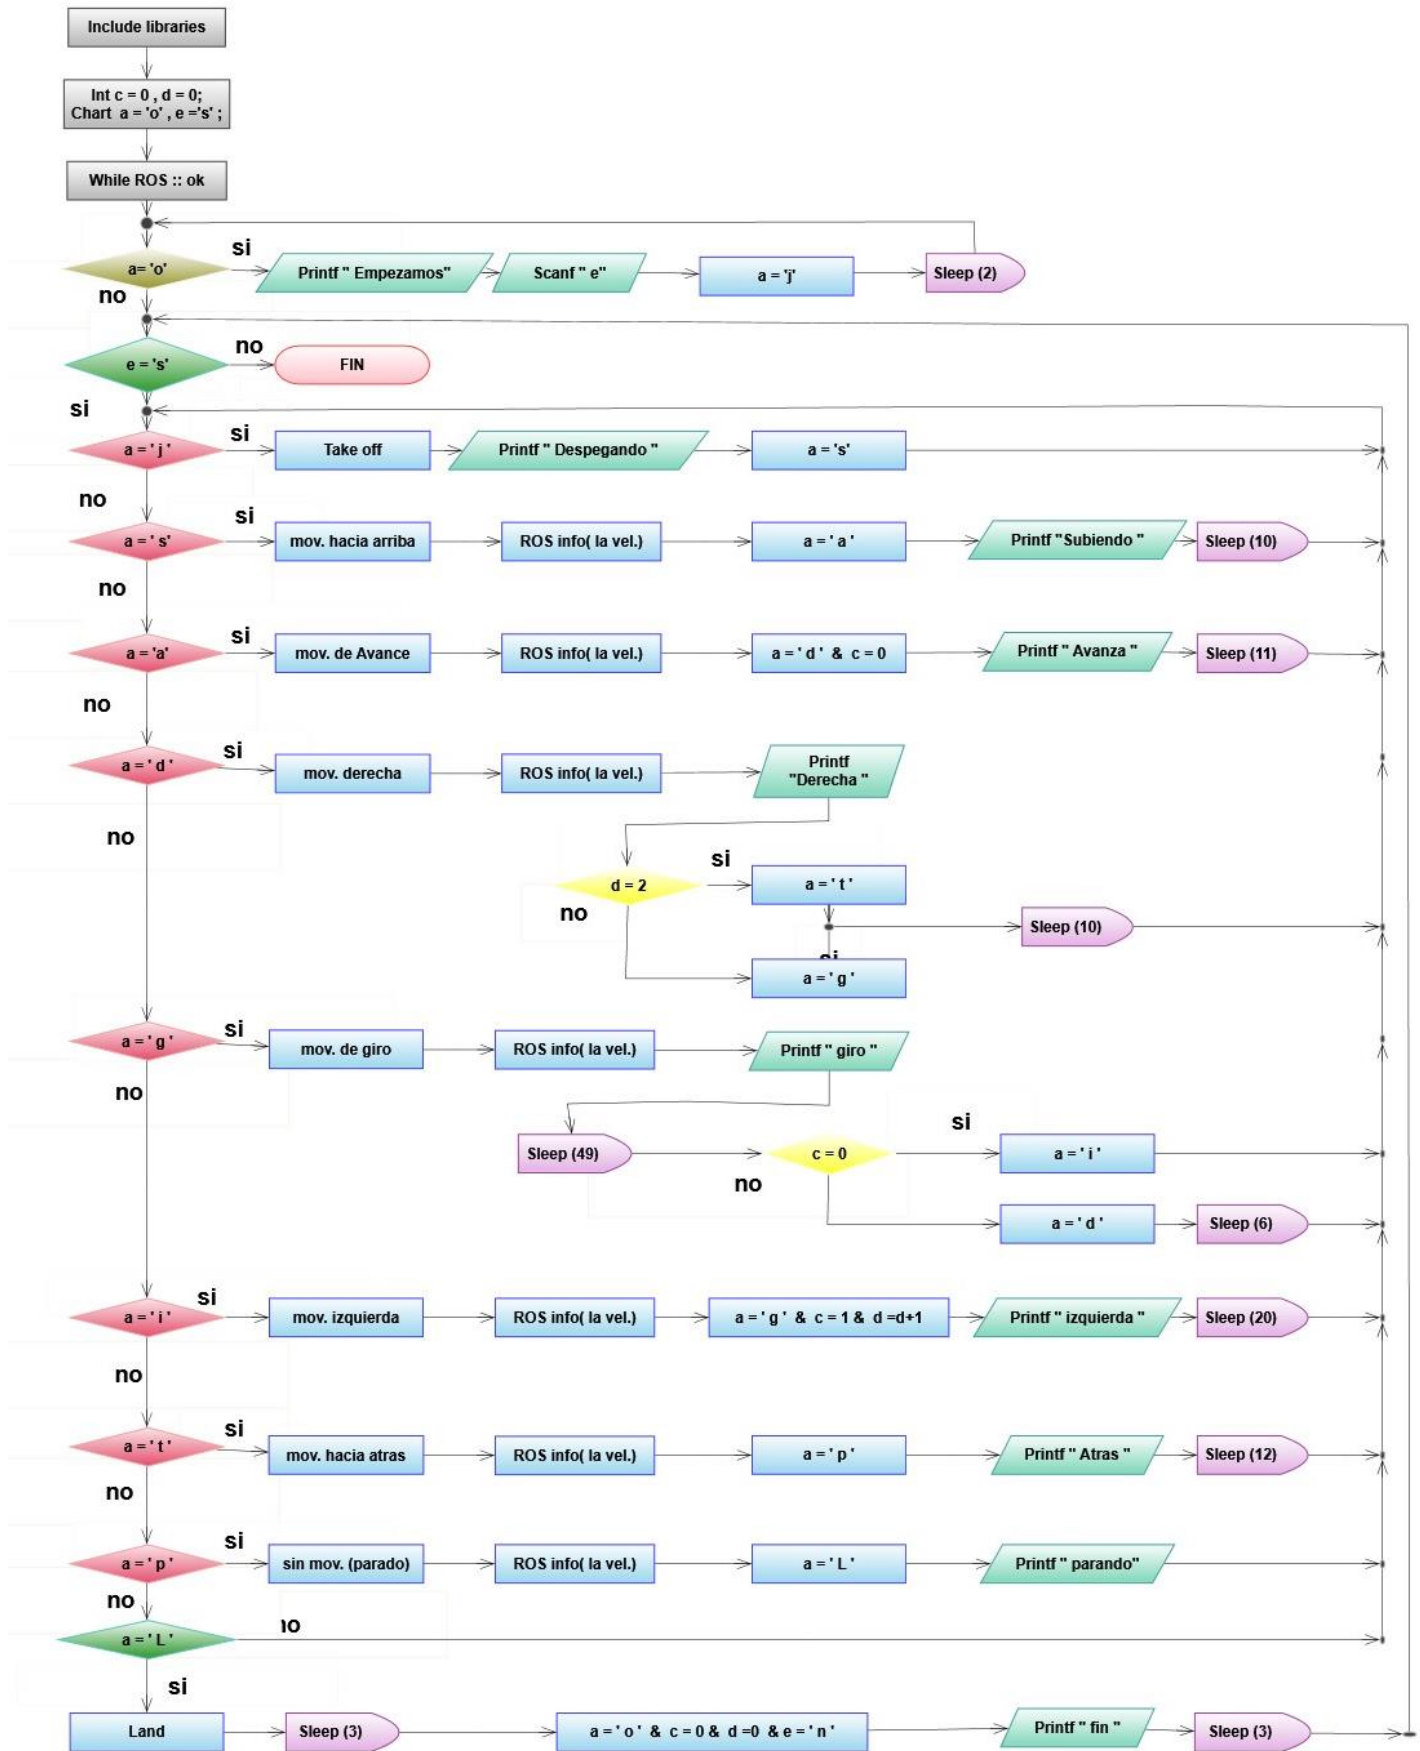 Include libraries
Int c = 0 , d = 0;
Chart a = 'o' , e ='s' ;
While ROS :: ok
a= 'o'
si
Printf " Empezamos"
Scanf " e"
a = 'j'
Sleep (2)
no
e = 's'
no
FIN
si
a = ' j '
si
Take off
Printf " Despegando "
a = 's'
no
a = ' s'
si
mov. hacia arriba
ROS info( la vel.)
a = ' a '
Printf "Subiendo "
Sleep (10)
no
a = 'a'
si
mov. de Avance
ROS info( la vel.)
a = ' d ' & c = 0
Printf " Avanza "
Sleep (11)
no
a = ' d '
si
mov. derecha
ROS info( la vel.)
Printf
"Derecha "
no
d = 2
si
a = ' t '
no
Sleep (10)
si
a = ' g '
a = ' g '
si
mov. de giro
ROS info( la vel.)
Printf " giro "
no
Sleep (49)
c = 0
si
a = ' i '
no
a = ' d '
Sleep (6)
a = ' i '
si
mov. izquierda
ROS info( la vel.)
a = ' g ' & c = 1 & d =d+1
Printf " izquierda "
Sleep (20)
no
a = ' t '
si
mov. hacia atras
ROS info( la vel.)
a = ' p '
Printf " Atras "
Sleep (12)
no
a = ' p '
si
sin mov. (parado)
ROS info( la vel.)
a = ' L '
Printf " parando"
no
a = ' L '
no
si
Land
Sleep (3)
a = ' o ' & c = 0 & d =0 & e = ' n '
Printf " fin "
Sleep (3)